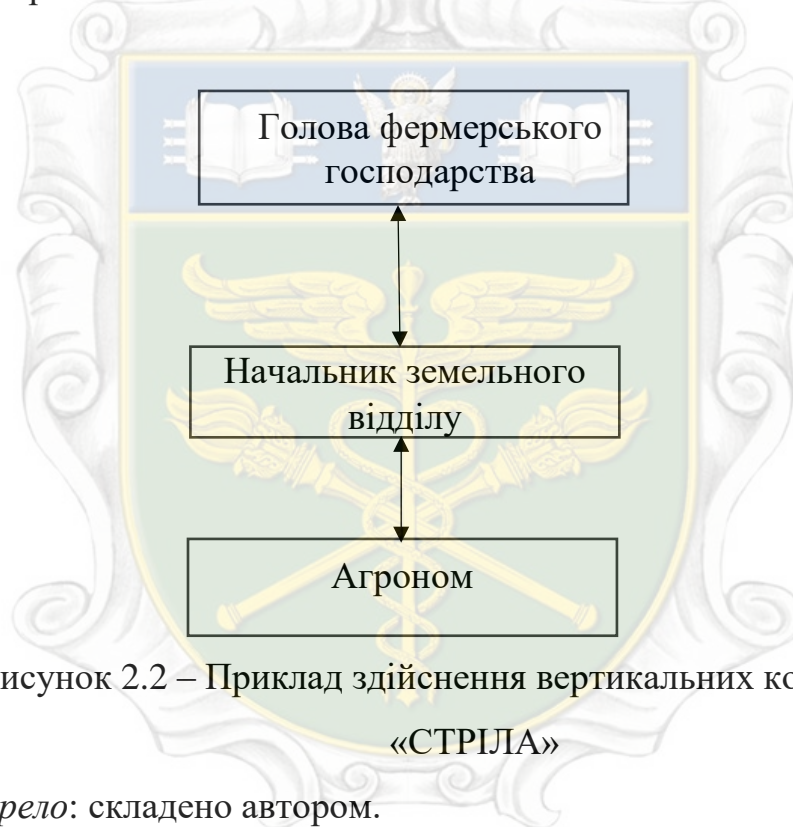 Голова фермерського
господарства
Начальник земельного
відділу
Агроном
исунок 2.2 – Приклад здійснення вертикальних ко
«СТРІЛА»
рело: складено автором.